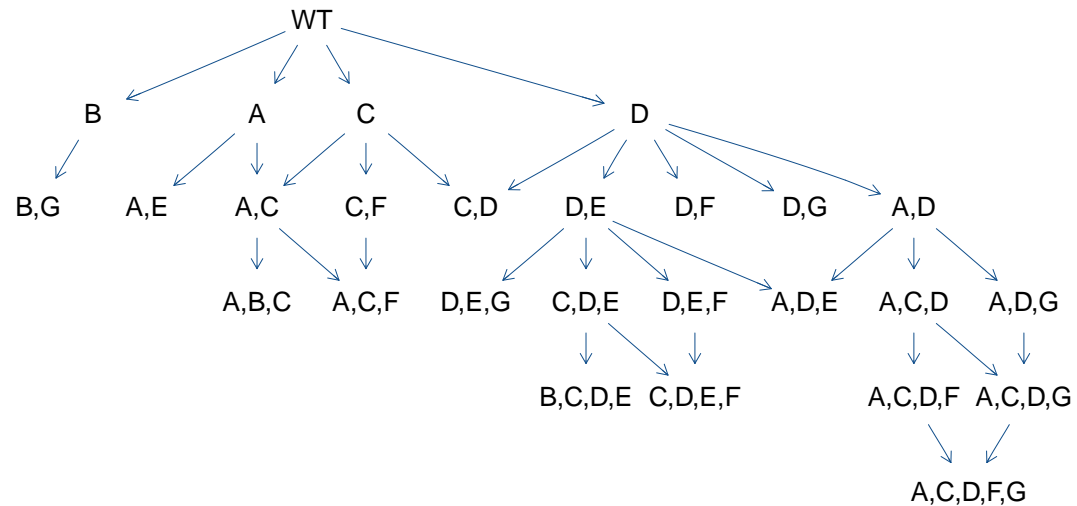 WT
B A C D
B,G A,E A,C C,F C,D D,E D,F D,G A,D
A,B,C A,C,F D,E,G C,D,E D,E,F A,D,E A,C,D A,D,G
B,C,D,E C,D,E,F A,C,D,F A,C,D,G
A,C,D,F,G